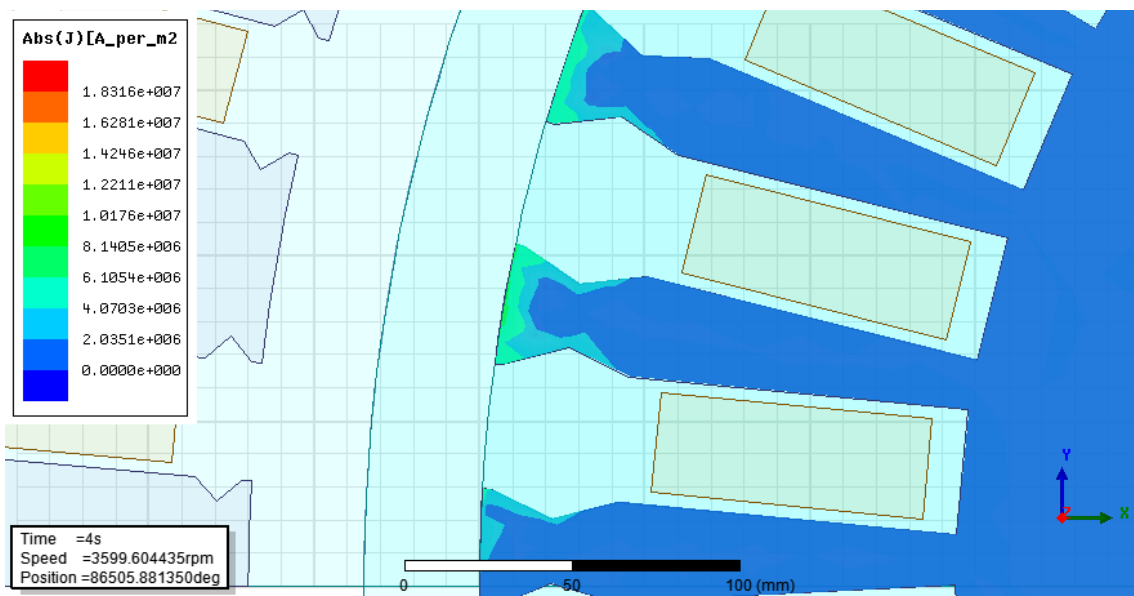 Abs(J)[A_per_m2
1.8316e+007
1.6281e+007
1.4246e+007
1.2211e+007
1.0176e+007
8.1405e+006
6.1054e+006
4.0703e+006
2.0351e+006
0.0000e+000
Y
Z
X
Time =4s
Speed =3599.604435rpm
Position =86505.881350deg
0 50 100 (mm)